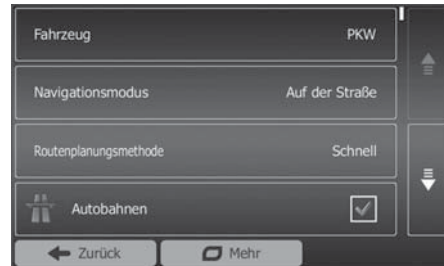 Fahrzeug PKW
Navigationsmodus Auf der Straße
Routenplanungsmethode Schnell
Autobahnen
Zurück Mehr